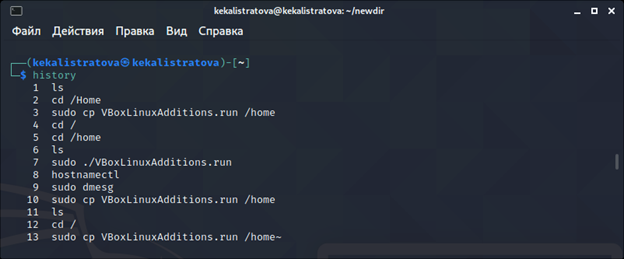 kekalistratova@kekalistratova: ~/newdir
Файл Действия Правка Вид Справка
┌──(kekalistratova㉿kekalistratova)-[~]
└─$ history
1 ls
2 cd /Home
3 sudo cp VBoxLinuxAdditions.run /home
4 cd /
5 cd /home
6 ls
7 sudo ./VBoxLinuxAdditions.run
8 hostnamectl
9 sudo dmesg
10 sudo cp VBoxLinuxAdditions.run /home
11 ls
12 cd /
13 sudo cp VBoxLinuxAdditions.run /home~